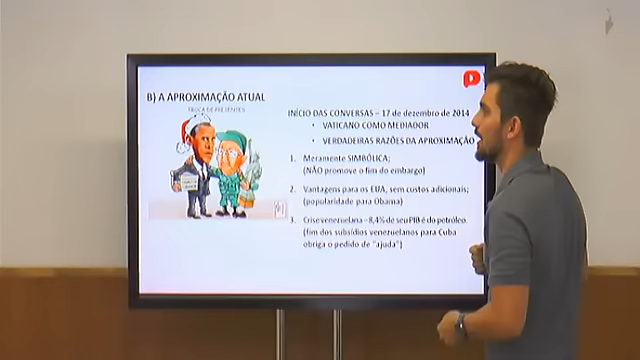 B) A APROXIMAÇÃO ATUAL
TROCA DE PRESENTES
INÍCIO DAS CONVERSAS – 17 de dezembro de 2014
• VATICANO COMO MEDIADOR
• VERDADEIRAS RAZÕES DA APROXIMAÇÃO
1. Meramente SIMBÓLICA;
(NÃO promove o fim do embargo)
2. Vantagens para os EUA, sem custos adicionais;
(popularidade para Obama)
3. Crise venezuelana – 8,4% de seu PIB é do petróleo.
(fim dos subsídios venezuelanos para Cuba
obriga o pedido de "ajuda")